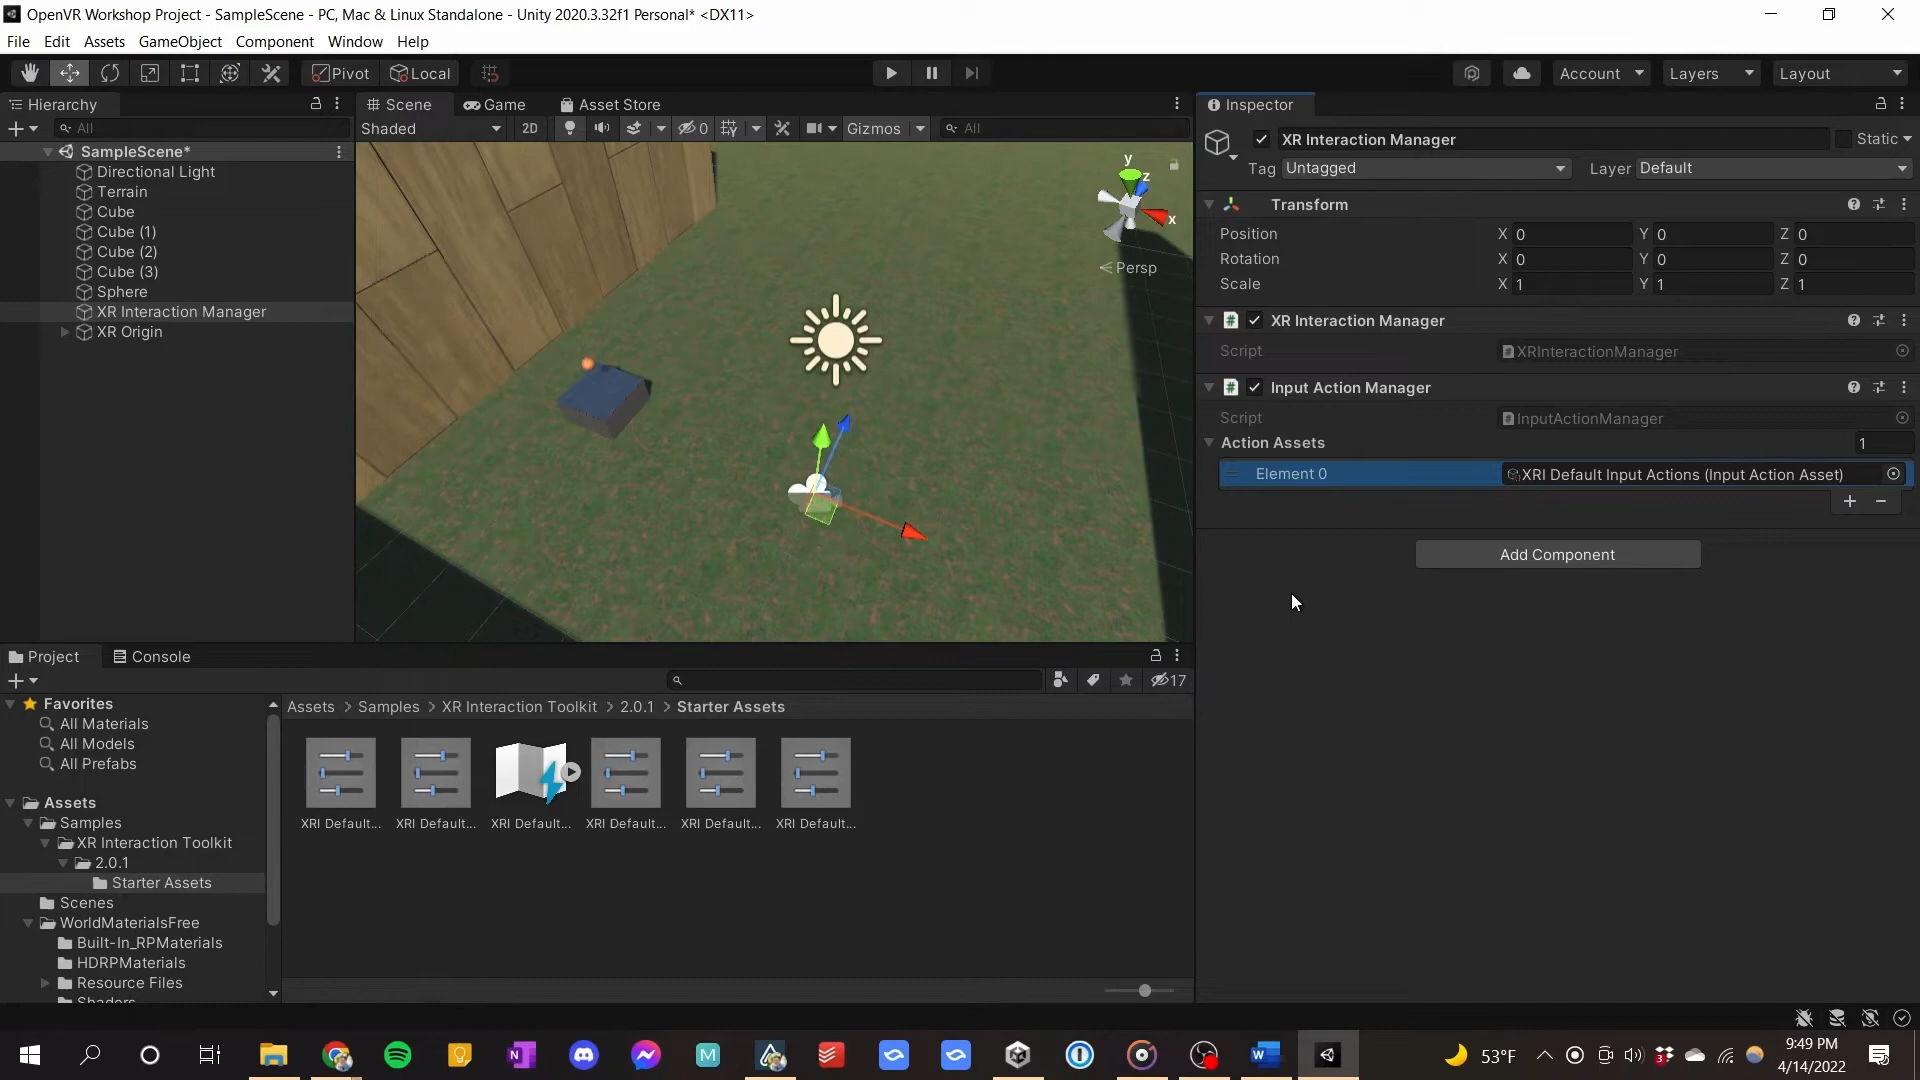 OpenVR Workshop Project - SampleScene - PC, Mac & Linux Standalone - Unity 2020.3.32f1 Personal* <DX11>
File Edit Assets GameObject Component Window Help
Pivot Local Account Layers Layout
Hierarchy
All
SampleScene*
Directional Light
Terrain
Cube
Cube (1)
Cube (2)
Cube (3)
Sphere
XR Interaction Manager
XR Origin
Scene Game Asset Store
Shaded 2D 0 Gizmos All
y
z
x
Persp
Inspector
XR Interaction Manager Static
Tag Untagged Layer Default
Transform
Position X 0 Y 0 Z 0
Rotation X 0 Y 0 Z 0
Scale X 1 Y 1 Z 1
XR Interaction Manager
Script XRInteractionManager
Input Action Manager
Script InputActionManager
Action Assets 1
Element 0 XRI Default Input Actions (Input Action Asset)
Add Component
Project Console
17
Favorites
All Materials
All Models
All Prefabs
Assets
Samples
XR Interaction Toolkit
2.0.1
Starter Assets
Scenes
WorldMaterialsFree
Built-In_RPMaterials
HDRPMaterials
Resource Files
Shaders
Assets > Samples > XR Interaction Toolkit > 2.0.1 > Starter Assets
XRI Default... XRI Default... XRI Default... XRI Default... XRI Default... XRI Default...
53°F
9:49 PM
4/14/2022